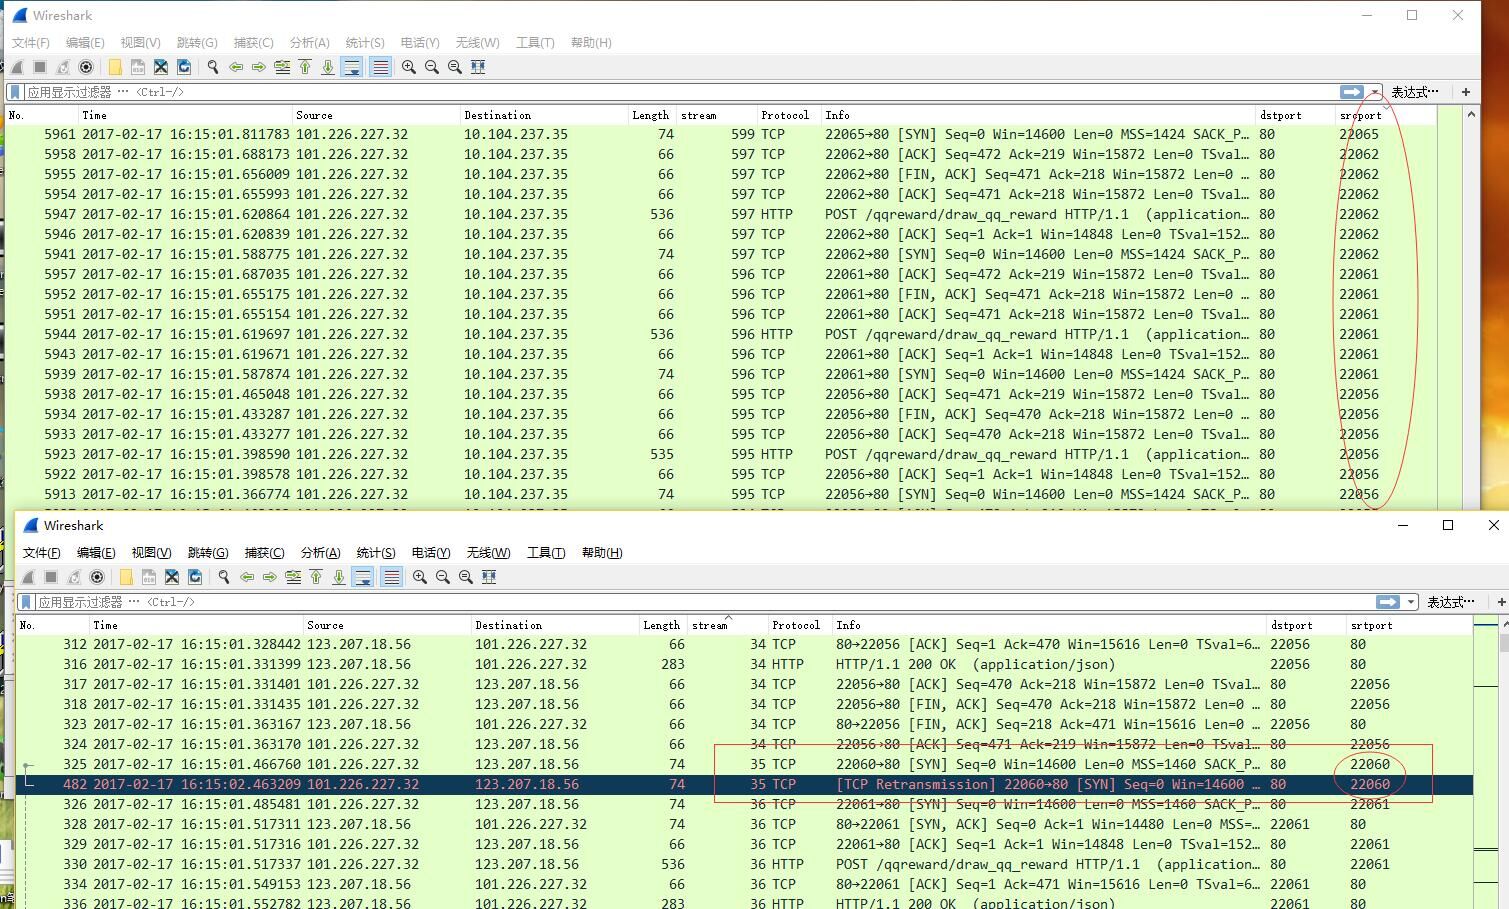 Wireshark
文件(F) 编辑(E) 视图(V) 跳转(G) 捕获(C) 分析(A) 统计(S) 电话(Y) 无线(W) 工具(T) 帮助(H)
应用显示过滤器 … <Ctrl-/> 表达式… +
No. Time Source Destination Length stream Protocol Info dstport srcport
5961 2017-02-17 16:15:01.811783 101.226.227.32 10.104.237.35 74 599 TCP 22065→80 [SYN] Seq=0 Win=14600 Len=0 MSS=1424 SACK_P… 80 22065
5958 2017-02-17 16:15:01.688173 101.226.227.32 10.104.237.35 66 597 TCP 22062→80 [ACK] Seq=472 Ack=219 Win=15872 Len=0 TSval… 80 22062
5955 2017-02-17 16:15:01.656009 101.226.227.32 10.104.237.35 66 597 TCP 22062→80 [FIN, ACK] Seq=471 Ack=218 Win=15872 Len=0 … 80 22062
5954 2017-02-17 16:15:01.655993 101.226.227.32 10.104.237.35 66 597 TCP 22062→80 [ACK] Seq=471 Ack=218 Win=15872 Len=0 TSval… 80 22062
5947 2017-02-17 16:15:01.620864 101.226.227.32 10.104.237.35 536 597 HTTP POST /qqreward/draw_qq_reward HTTP/1.1 (application… 80 22062
5946 2017-02-17 16:15:01.620839 101.226.227.32 10.104.237.35 66 597 TCP 22062→80 [ACK] Seq=1 Ack=1 Win=14848 Len=0 TSval=152… 80 22062
5941 2017-02-17 16:15:01.588775 101.226.227.32 10.104.237.35 74 597 TCP 22062→80 [SYN] Seq=0 Win=14600 Len=0 MSS=1424 SACK_P… 80 22062
5957 2017-02-17 16:15:01.687035 101.226.227.32 10.104.237.35 66 596 TCP 22061→80 [ACK] Seq=472 Ack=219 Win=15872 Len=0 TSval… 80 22061
5952 2017-02-17 16:15:01.655175 101.226.227.32 10.104.237.35 66 596 TCP 22061→80 [FIN, ACK] Seq=471 Ack=218 Win=15872 Len=0 … 80 22061
5951 2017-02-17 16:15:01.655154 101.226.227.32 10.104.237.35 66 596 TCP 22061→80 [ACK] Seq=471 Ack=218 Win=15872 Len=0 TSval… 80 22061
5944 2017-02-17 16:15:01.619697 101.226.227.32 10.104.237.35 536 596 HTTP POST /qqreward/draw_qq_reward HTTP/1.1 (application… 80 22061
5943 2017-02-17 16:15:01.619671 101.226.227.32 10.104.237.35 66 596 TCP 22061→80 [ACK] Seq=1 Ack=1 Win=14848 Len=0 TSval=152… 80 22061
5939 2017-02-17 16:15:01.587874 101.226.227.32 10.104.237.35 74 596 TCP 22061→80 [SYN] Seq=0 Win=14600 Len=0 MSS=1424 SACK_P… 80 22061
5938 2017-02-17 16:15:01.465048 101.226.227.32 10.104.237.35 66 595 TCP 22056→80 [ACK] Seq=471 Ack=219 Win=15872 Len=0 TSval… 80 22056
5934 2017-02-17 16:15:01.433287 101.226.227.32 10.104.237.35 66 595 TCP 22056→80 [FIN, ACK] Seq=470 Ack=218 Win=15872 Len=0 … 80 22056
5933 2017-02-17 16:15:01.433277 101.226.227.32 10.104.237.35 66 595 TCP 22056→80 [ACK] Seq=470 Ack=218 Win=15872 Len=0 TSval… 80 22056
5923 2017-02-17 16:15:01.398590 101.226.227.32 10.104.237.35 535 595 HTTP POST /qqreward/draw_qq_reward HTTP/1.1 (application… 80 22056
5922 2017-02-17 16:15:01.398578 101.226.227.32 10.104.237.35 66 595 TCP 22056→80 [ACK] Seq=1 Ack=1 Win=14848 Len=0 TSval=152… 80 22056
5913 2017-02-17 16:15:01.366774 101.226.227.32 10.104.237.35 74 595 TCP 22056→80 [SYN] Seq=0 Win=14600 Len=0 MSS=1424 SACK_P… 80 22056
Wireshark
文件(F) 编辑(E) 视图(V) 跳转(G) 捕获(C) 分析(A) 统计(S) 电话(Y) 无线(W) 工具(T) 帮助(H)
应用显示过滤器 … <Ctrl-/> 表达式… +
No. Time Source Destination Length stream Protocol Info dstport srtport
312 2017-02-17 16:15:01.328442 123.207.18.56 101.226.227.32 66 34 TCP 80→22056 [ACK] Seq=1 Ack=470 Win=15616 Len=0 TSval=6… 22056 80
316 2017-02-17 16:15:01.331399 123.207.18.56 101.226.227.32 283 34 HTTP HTTP/1.1 200 OK (application/json) 22056 80
317 2017-02-17 16:15:01.331401 101.226.227.32 123.207.18.56 66 34 TCP 22056→80 [ACK] Seq=470 Ack=218 Win=15872 Len=0 TSval… 80 22056
318 2017-02-17 16:15:01.331435 101.226.227.32 123.207.18.56 66 34 TCP 22056→80 [FIN, ACK] Seq=470 Ack=218 Win=15872 Len=0 … 80 22056
323 2017-02-17 16:15:01.363167 123.207.18.56 101.226.227.32 66 34 TCP 80→22056 [FIN, ACK] Seq=218 Ack=471 Win=15616 Len=0 … 22056 80
324 2017-02-17 16:15:01.363170 101.226.227.32 123.207.18.56 66 34 TCP 22056→80 [ACK] Seq=471 Ack=219 Win=15872 Len=0 TSval… 80 22056
325 2017-02-17 16:15:01.466760 101.226.227.32 123.207.18.56 74 35 TCP 22060→80 [SYN] Seq=0 Win=14600 Len=0 MSS=1460 SACK_P… 80 22060
482 2017-02-17 16:15:02.463209 101.226.227.32 123.207.18.56 74 35 TCP [TCP Retransmission] 22060→80 [SYN] Seq=0 Win=14600 … 80 22060
326 2017-02-17 16:15:01.485481 101.226.227.32 123.207.18.56 74 36 TCP 22061→80 [SYN] Seq=0 Win=14600 Len=0 MSS=1460 SACK_P… 80 22061
328 2017-02-17 16:15:01.517311 123.207.18.56 101.226.227.32 74 36 TCP 80→22061 [SYN, ACK] Seq=0 Ack=1 Win=14480 Len=0 MSS=… 22061 80
329 2017-02-17 16:15:01.517316 101.226.227.32 123.207.18.56 66 36 TCP 22061→80 [ACK] Seq=1 Ack=1 Win=14848 Len=0 TSval=152… 80 22061
330 2017-02-17 16:15:01.517337 101.226.227.32 123.207.18.56 536 36 HTTP POST /qqreward/draw_qq_reward HTTP/1.1 (application… 80 22061
334 2017-02-17 16:15:01.549153 123.207.18.56 101.226.227.32 66 36 TCP 80→22061 [ACK] Seq=1 Ack=471 Win=15616 Len=0 TSval=6… 22061 80
336 2017-02-17 16:15:01.552782 123.207.18.56 101.226.227.32 283 36 HTTP HTTP/1.1 200 OK (application/json) 22061 80